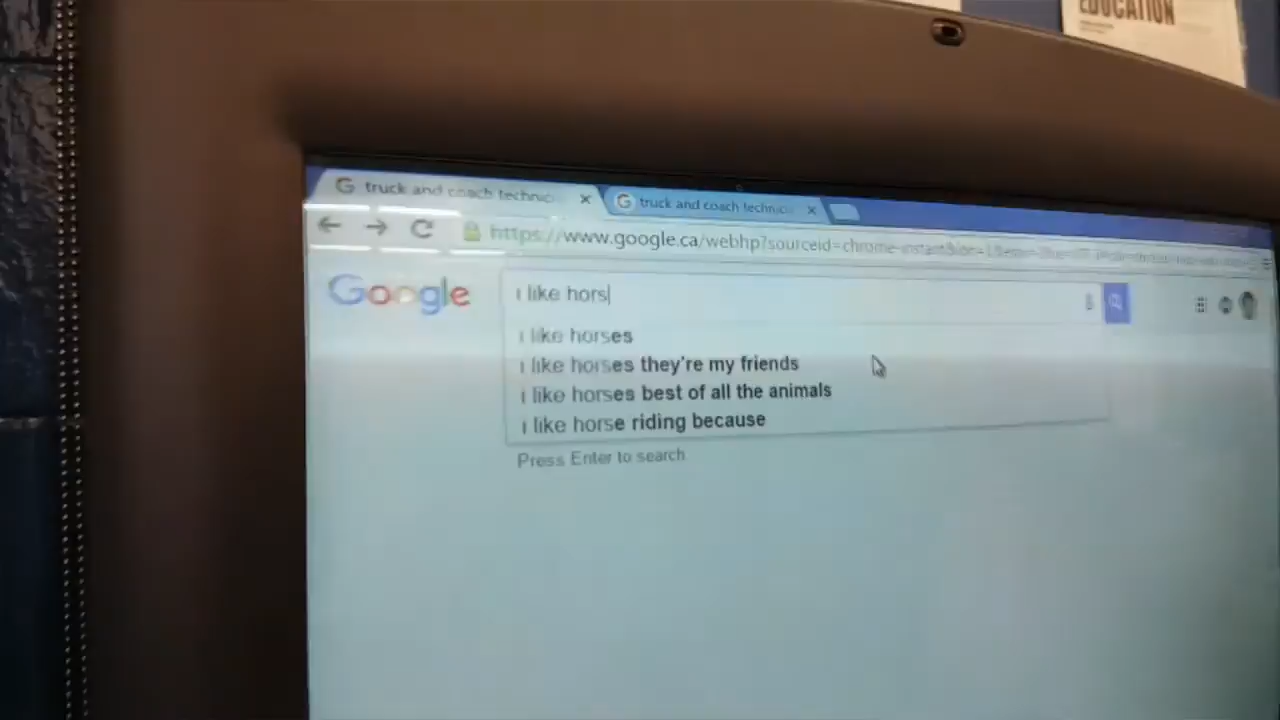 EDUCATION
truck and coach technic
truck and coach technic
https://www.google.ca/webhp?sourceid=chrome-instant
Google
i like hors
i like horses
i like horses they're my friends
i like horses best of all the animals
i like horse riding because
Press Enter to search